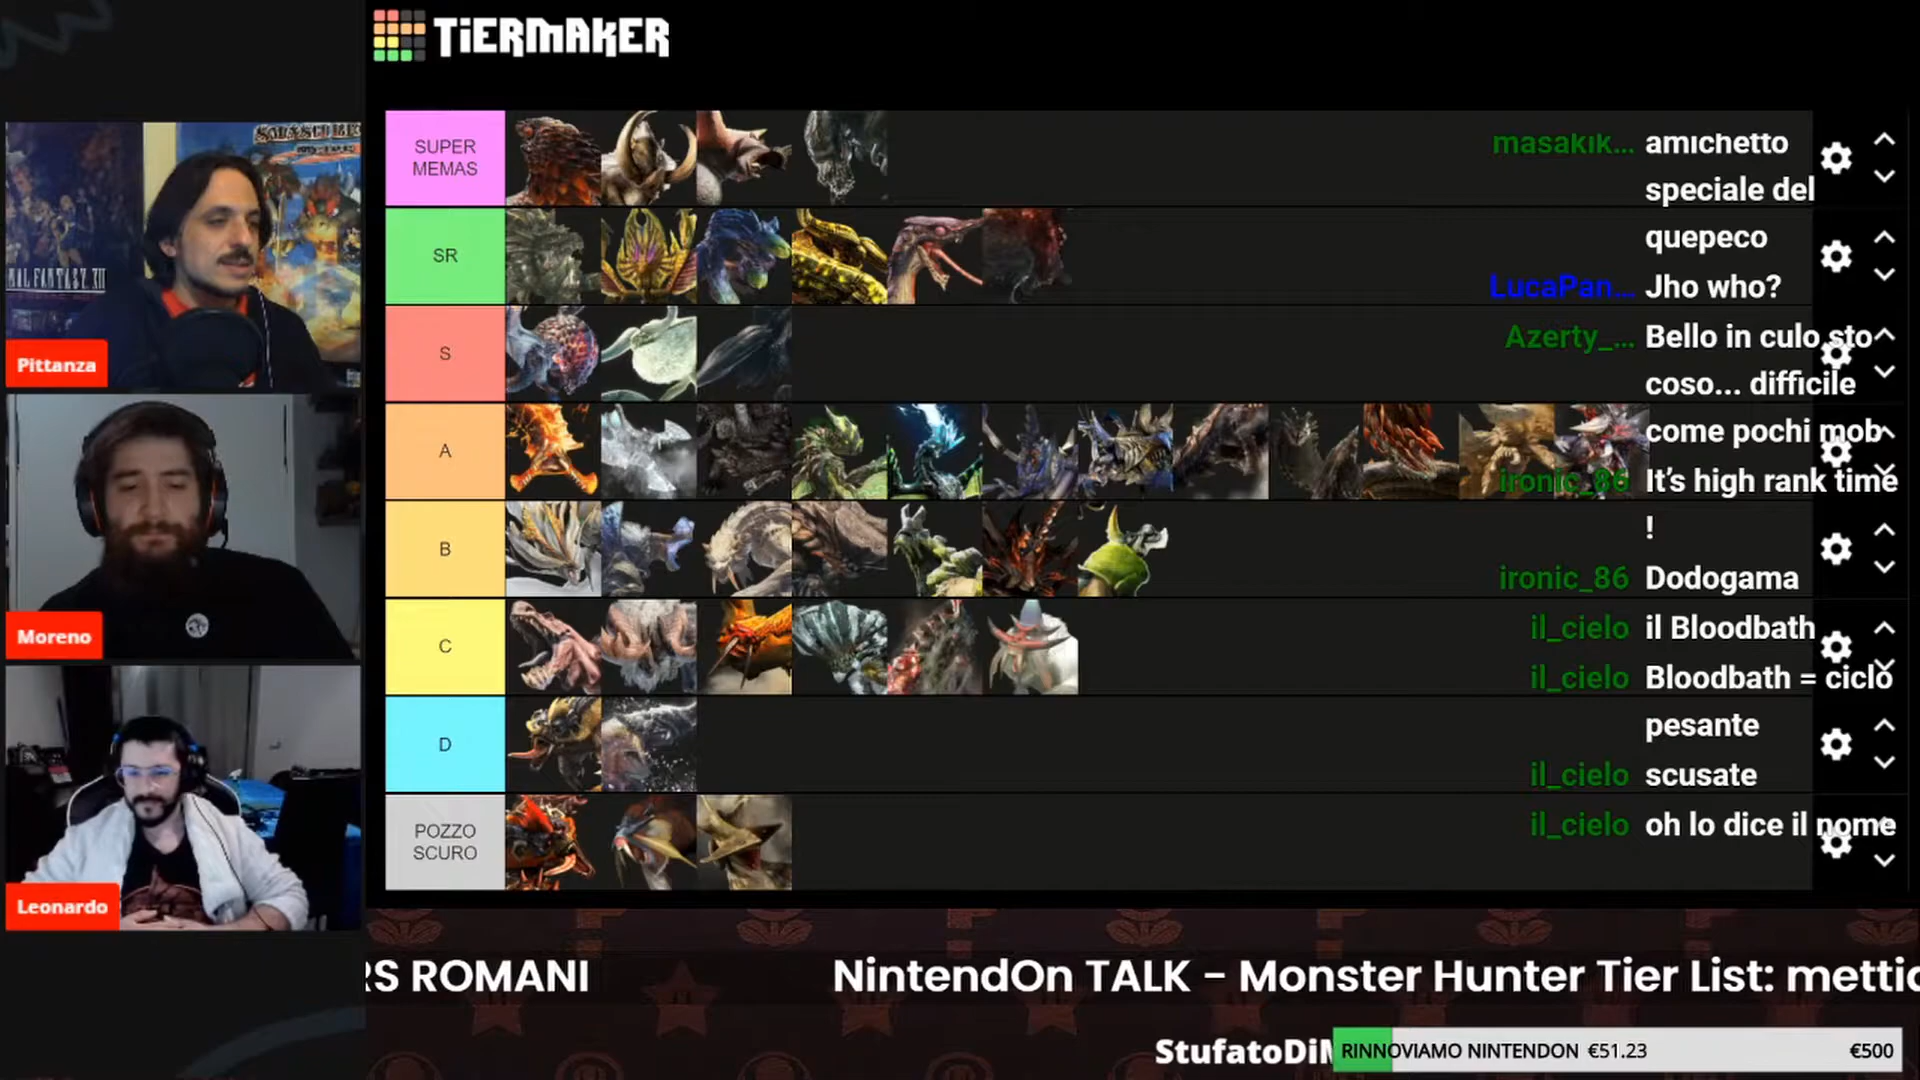 TiERMAKER
SUPER
MEMAS
SR
S
A
B
C
D
POZZO
SCURO
masakik... amichetto
speciale del
quepeco
LucaPan... Jho who?
Azerty_... Bello in culo sto
coso... difficile
come pochi mob
ironic_86 It's high rank time
!
ironic_86 Dodogama
il_cielo il Bloodbath
il_cielo Bloodbath = ciclo
pesante
il_cielo scusate
il_cielo oh lo dice il nome
Pittanza
Moreno
Leonardo
RS ROMANI
NintendOn TALK - Monster Hunter Tier List: mettic
StufatoDiM
RINNOVIAMO NINTENDON €51.23
€500